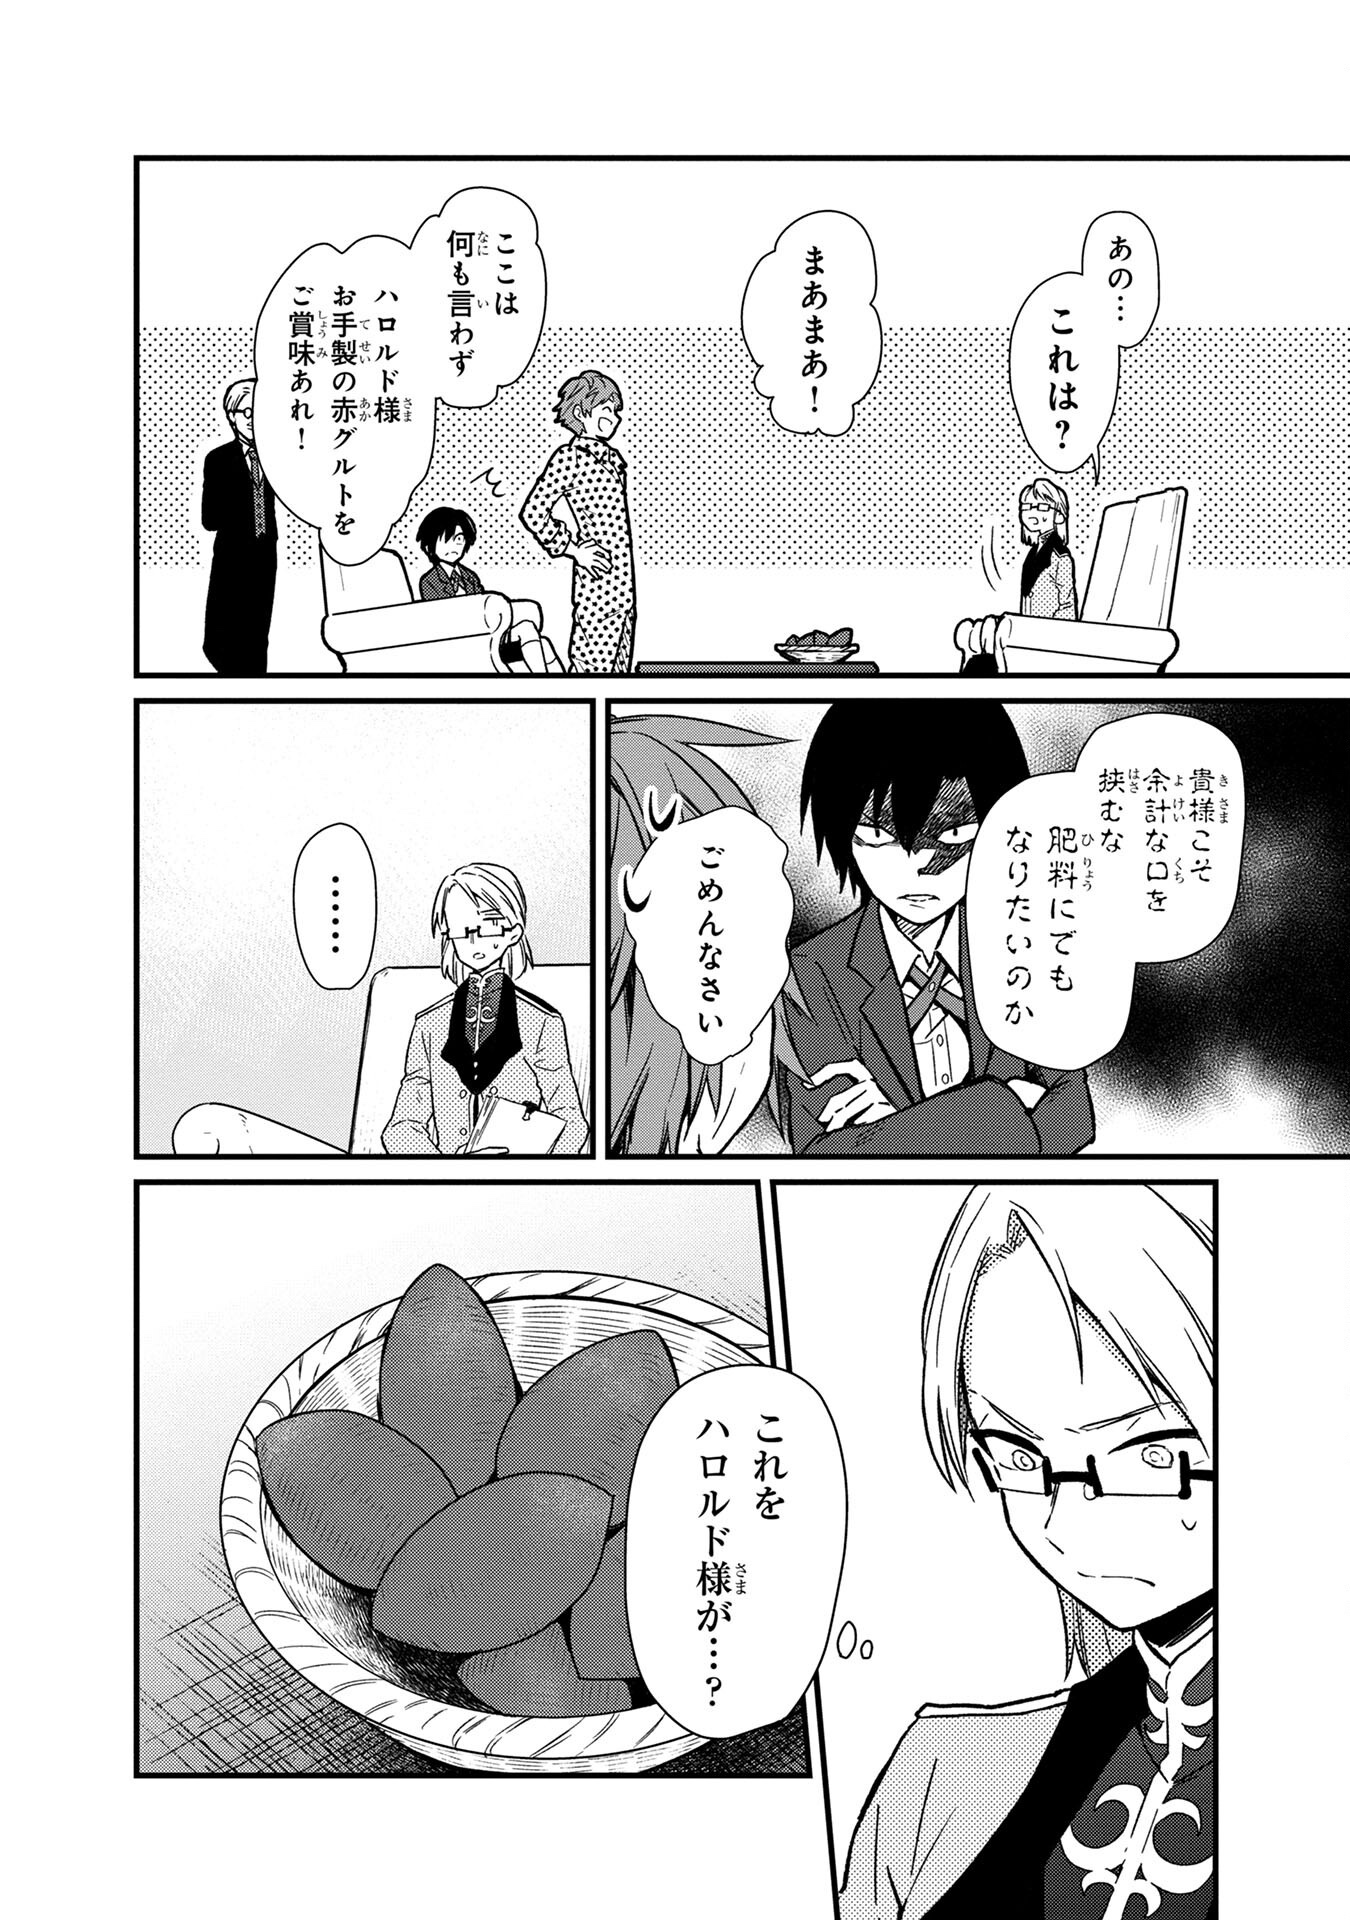 あの…
これは？
まあまあ！
ここは
何も言わず
ハロルド様
お手製の赤グルトを
ご賞味あれ！
貴様こそ
余計な口を
挟むな
肥料にでも
なりたいのか
ごめんなさい
……
これを
ハロルド様が…？